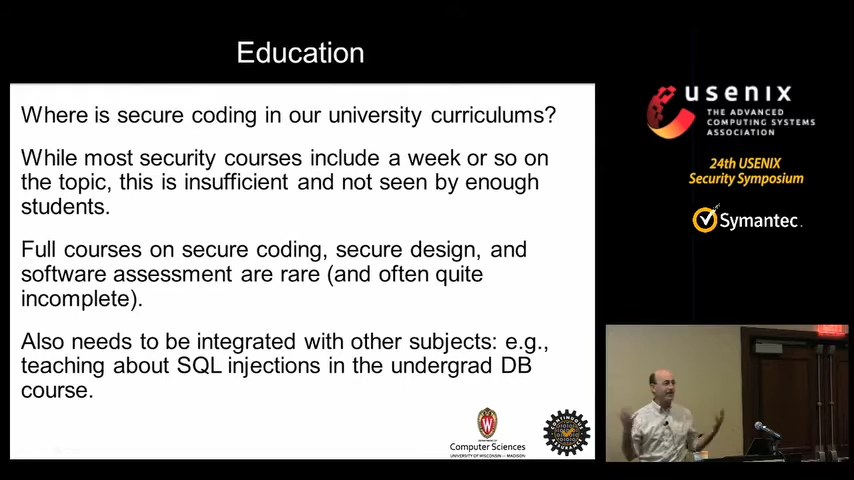 Education
Where is secure coding in our university curriculums?
While most security courses include a week or so on
the topic, this is insufficient and not seen by enough
students.
Full courses on secure coding, secure design, and
software assessment are rare (and often quite
incomplete).
Also needs to be integrated with other subjects: e.g.,
teaching about SQL injections in the undergrad DB
course.
W
Computer Sciences
UNIVERSITY OF WISCONSIN - MADISON
CONTINUOUS
ASSURANCE
usenix
THE ADVANCED
COMPUTING SYSTEMS
ASSOCIATION
24th USENIX
Security Symposium
Symantec.